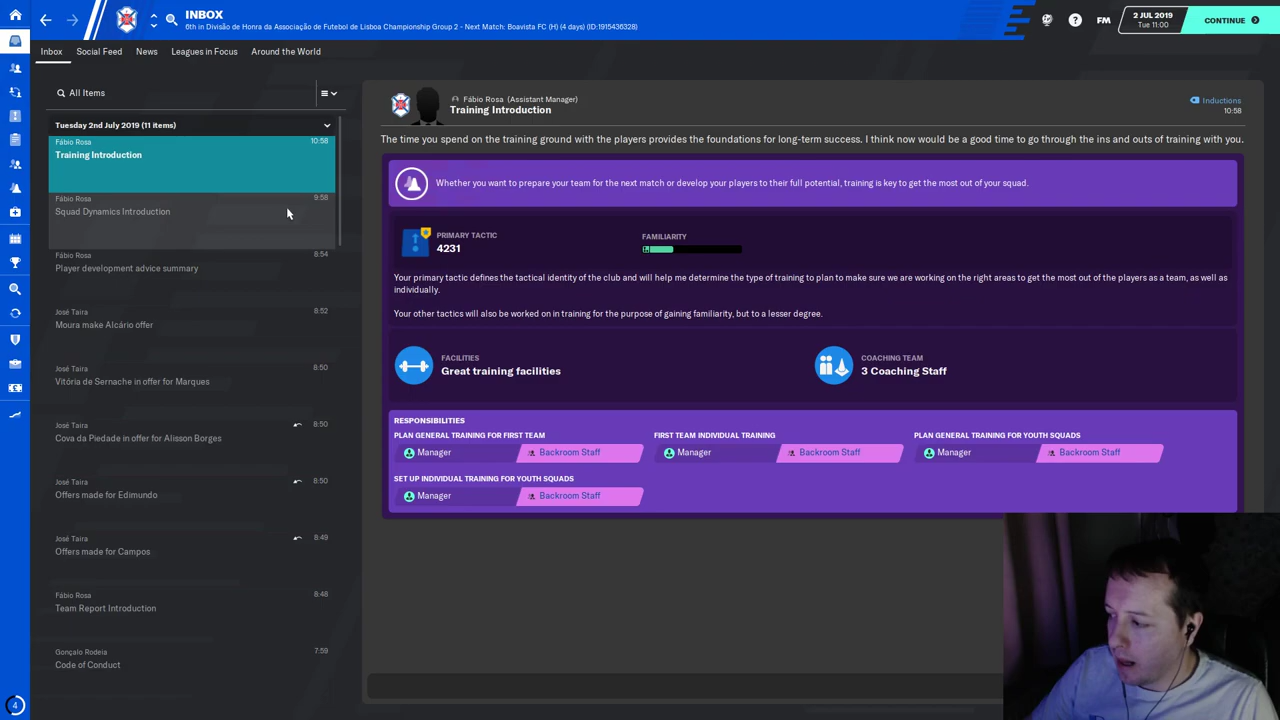 INBOX
6th in Divisão de Honra da Associação de Futebol de Lisboa Championship Group 2 - Next Match: Boavista FC (H) (4 days) (ID:1915436328)
?
FM
2 JUL 2019
Tue 11:00
CONTINUE
Inbox
Social Feed
News
Leagues in Focus
Around the World
All Items
Tuesday 2nd July 2019 (11 items)
Fábio Rosa 10:58
Training Introduction
Fábio Rosa 9:58
Squad Dynamics Introduction
Fábio Rosa 8:54
Player development advice summary
José Taira 8:52
Moura make Alcário offer
José Taira 8:50
Vitória de Sernache in offer for Marques
José Taira 8:50
Cova da Piedade in offer for Alisson Borges
José Taira 8:50
Offers made for Edimundo
José Taira 8:49
Offers made for Campos
Fábio Rosa 8:48
Team Report Introduction
Gonçalo Rodeia 7:59
Code of Conduct
4
Fábio Rosa (Assistant Manager)
Training Introduction
Inductions
10:58
The time you spend on the training ground with the players provides the foundations for long-term success. I think now would be a good time to go through the ins and outs of training with you.
Whether you want to prepare your team for the next match or develop your players to their full potential, training is key to get the most out of your squad.
PRIMARY TACTIC
4231
FAMILIARITY
Your primary tactic defines the tactical identity of the club and will help me determine the type of training to plan to make sure we are working on the right areas to get the most out of the players as a team, as well as
individually.
Your other tactics will also be worked on in training for the purpose of gaining familiarity, but to a lesser degree.
FACILITIES
Great training facilities
COACHING TEAM
3 Coaching Staff
RESPONSIBILITIES
PLAN GENERAL TRAINING FOR FIRST TEAM
Manager
Backroom Staff
FIRST TEAM INDIVIDUAL TRAINING
Manager
Backroom Staff
PLAN GENERAL TRAINING FOR YOUTH SQUADS
Manager
Backroom Staff
SET UP INDIVIDUAL TRAINING FOR YOUTH SQUADS
Manager
Backroom Staff